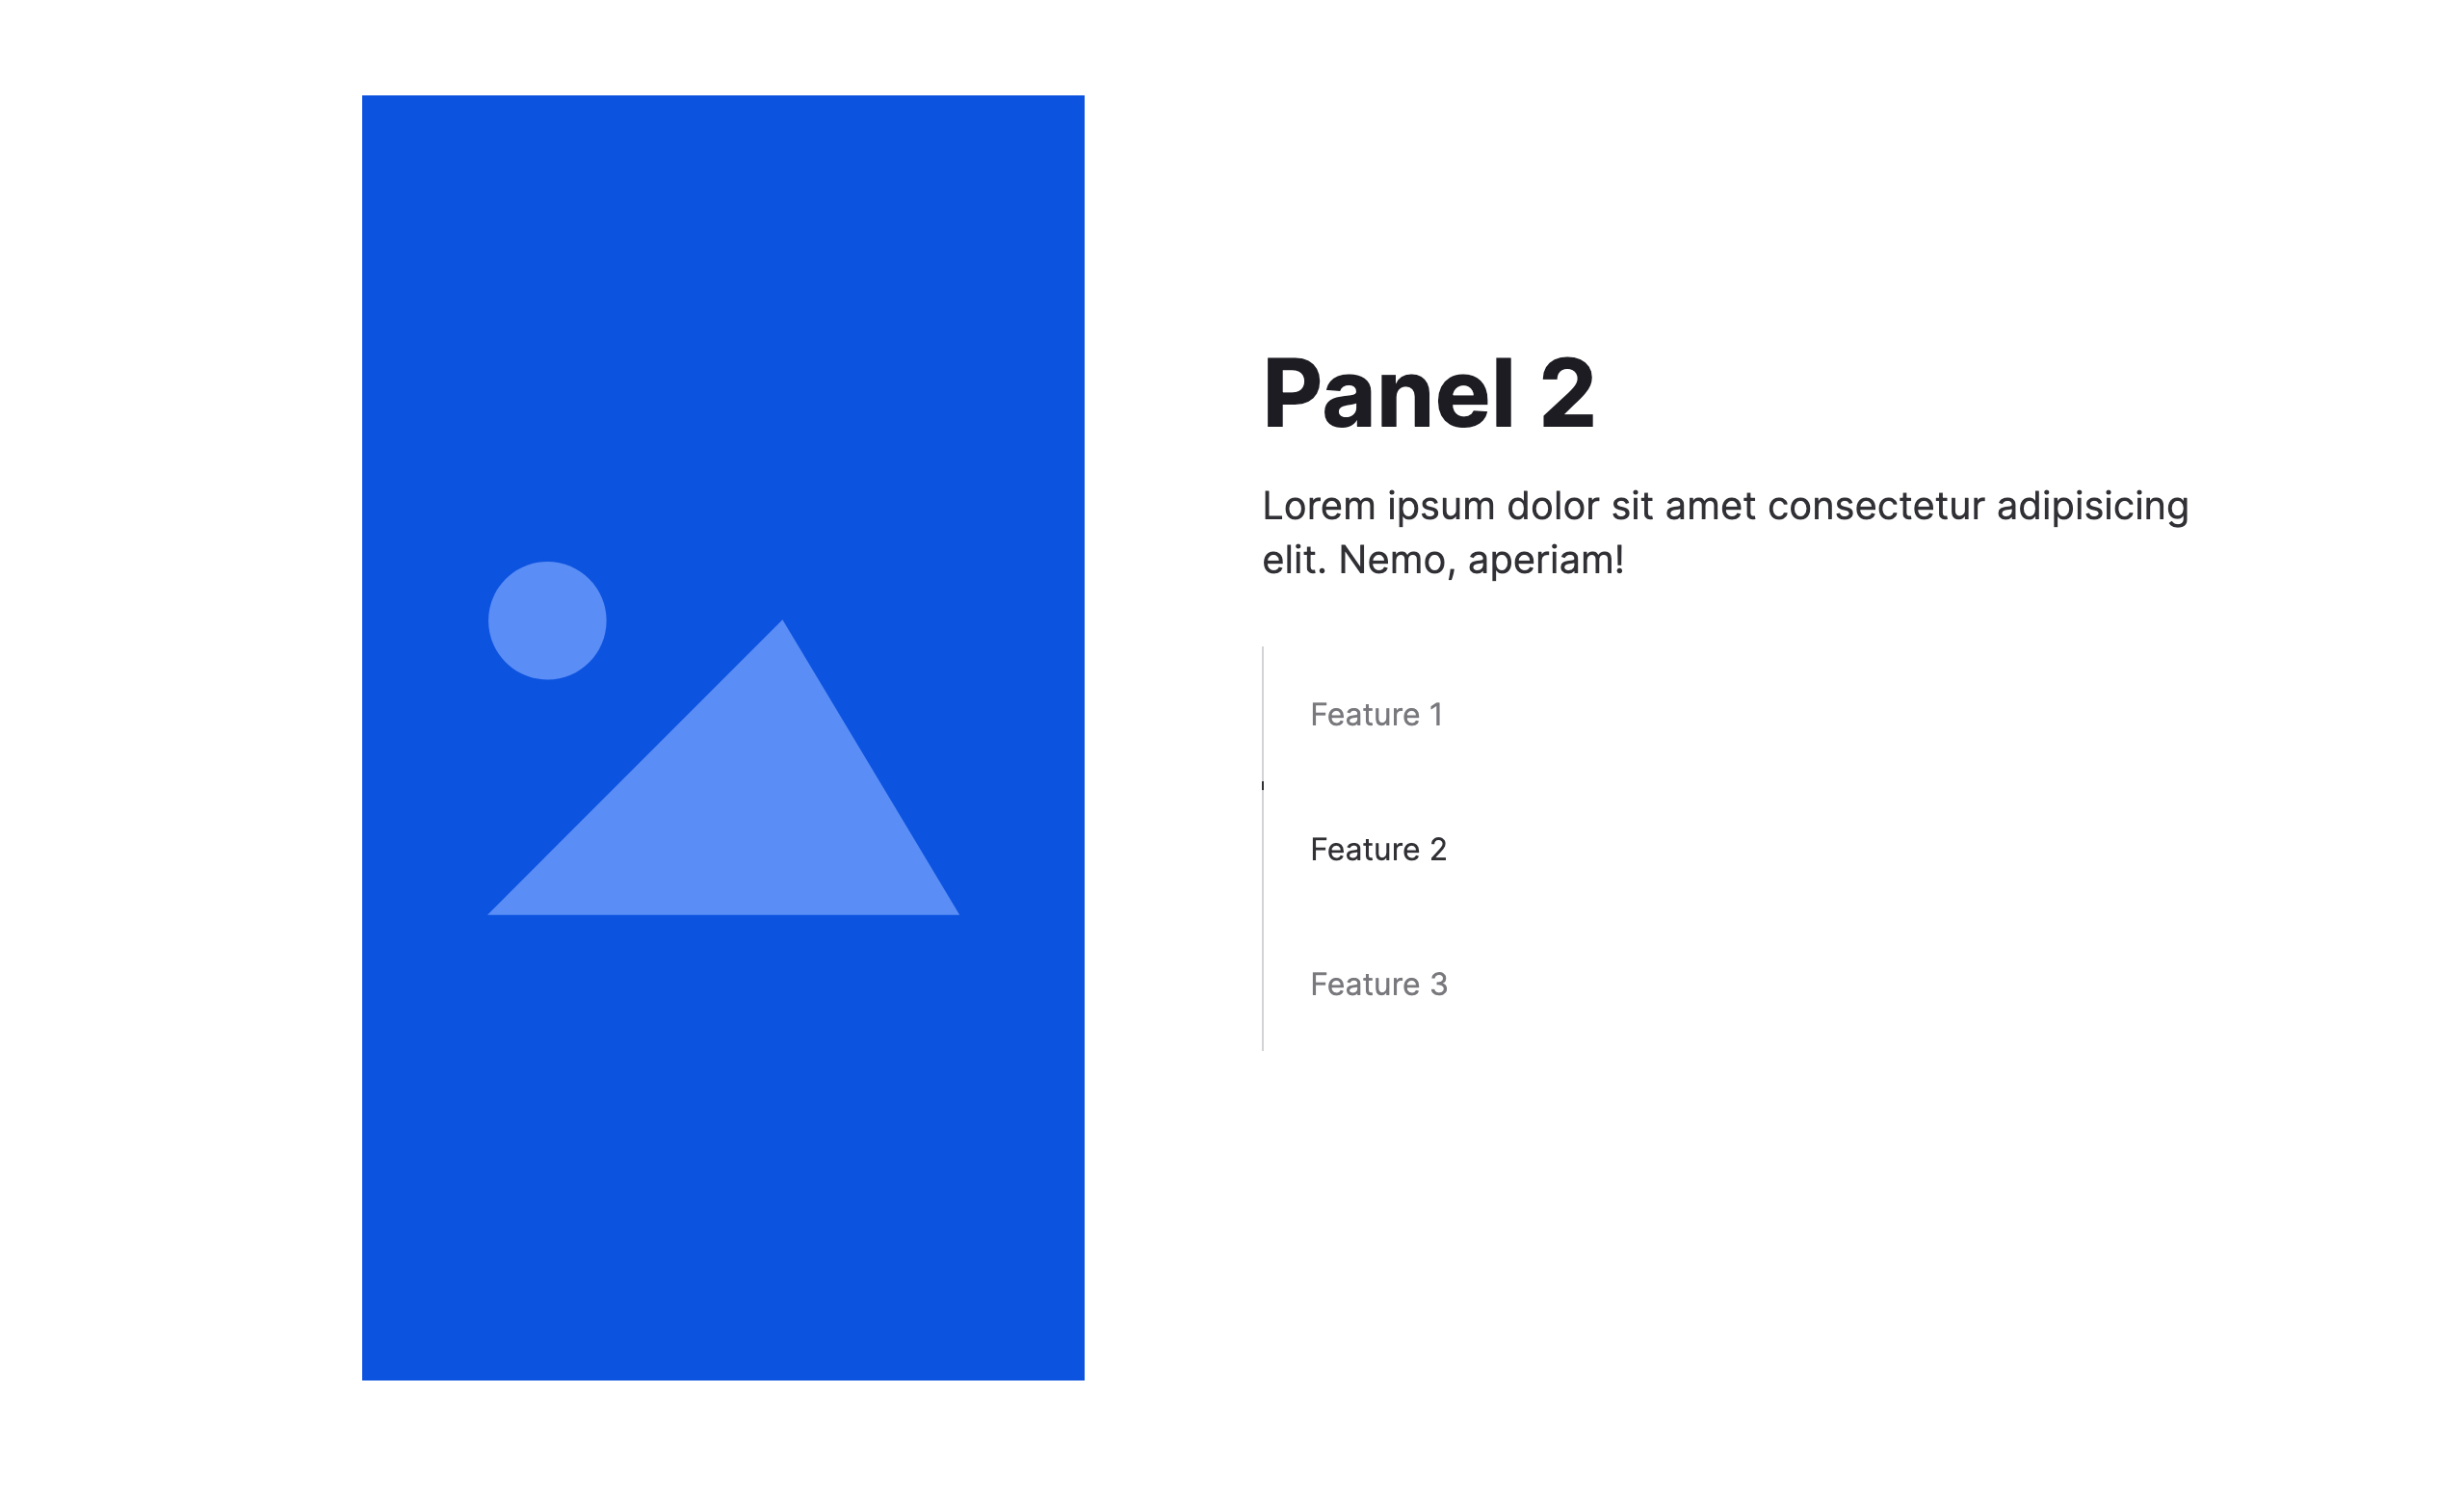 Panel 2
Lorem ipsum dolor sit amet consectetur adipisicing
elit. Nemo, aperiam!
Feature 1
Feature 2
Feature 3